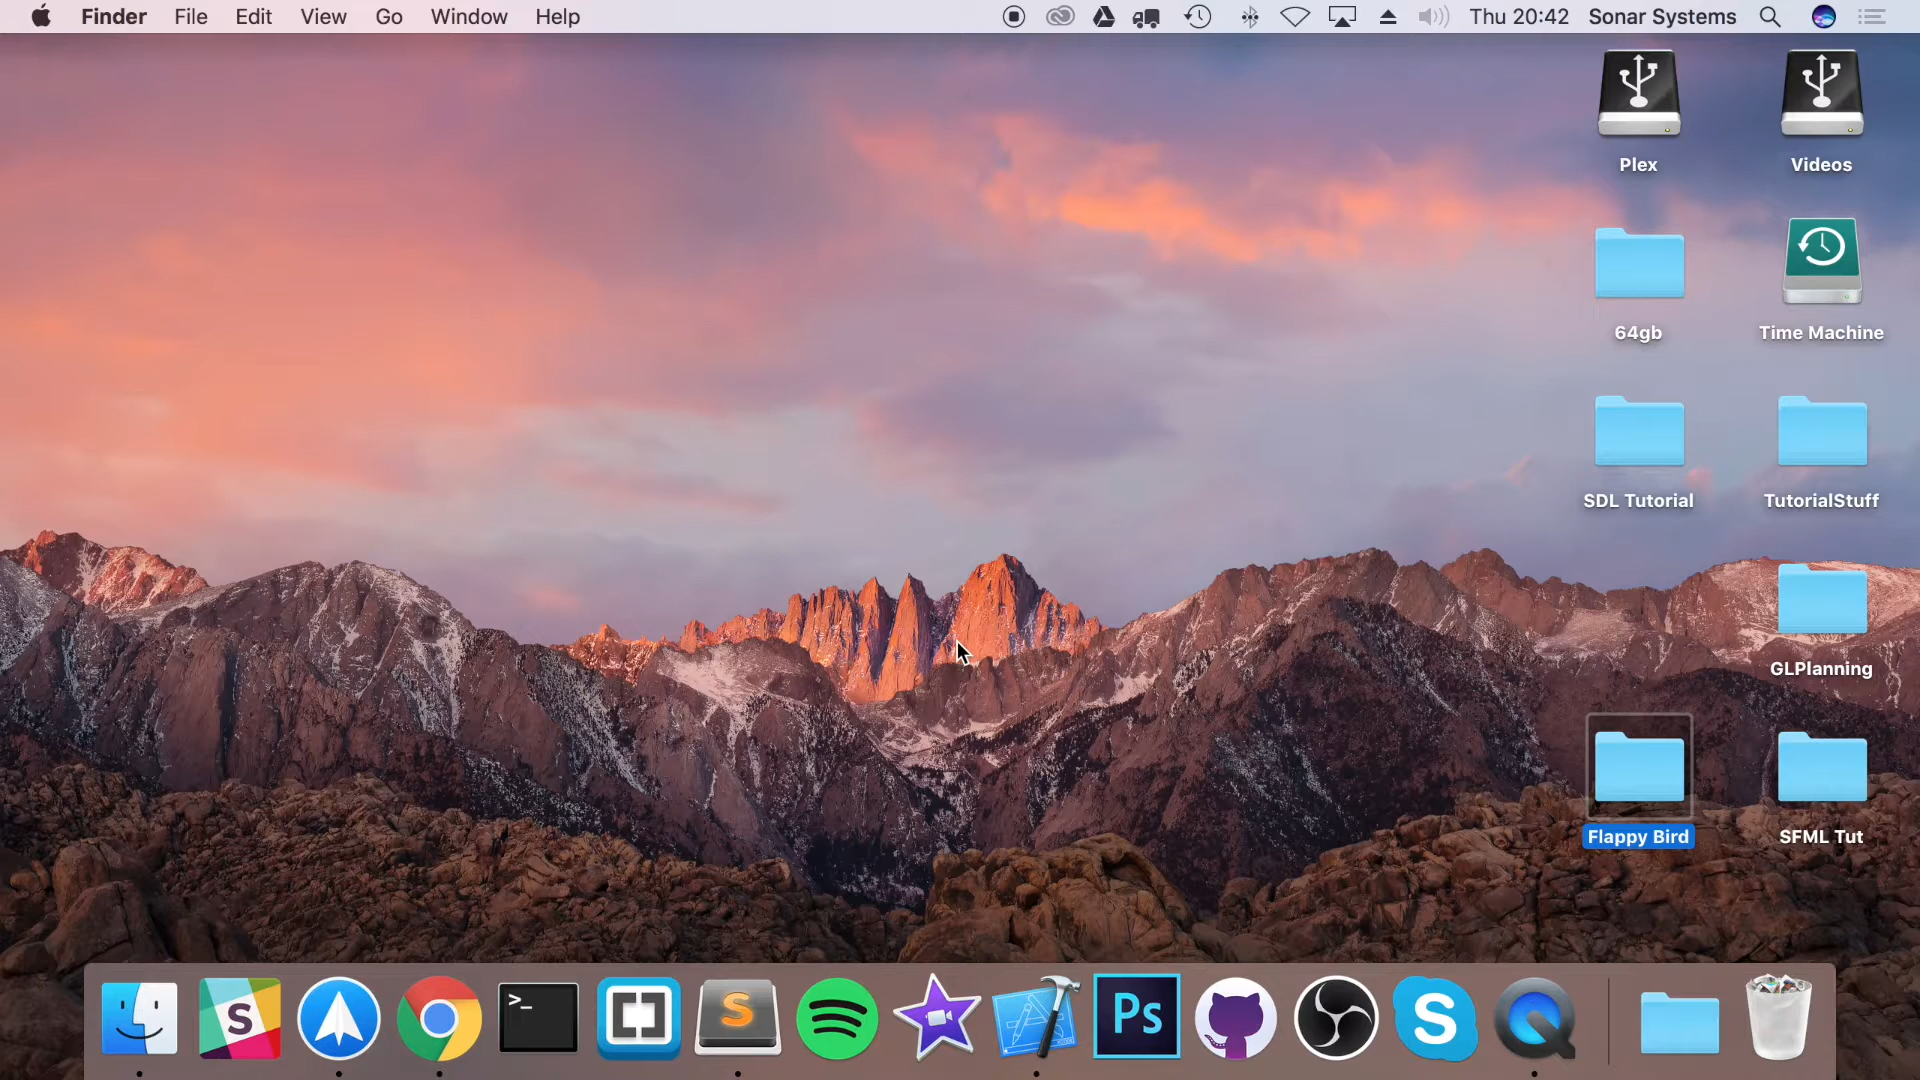 Finder File Edit View Go Window Help Thu 20:42 Sonar Systems
Plex Videos
64gb Time Machine
SDL Tutorial TutorialStuff
GLPlanning
Flappy Bird SFML Tut
S >_ S Ps S